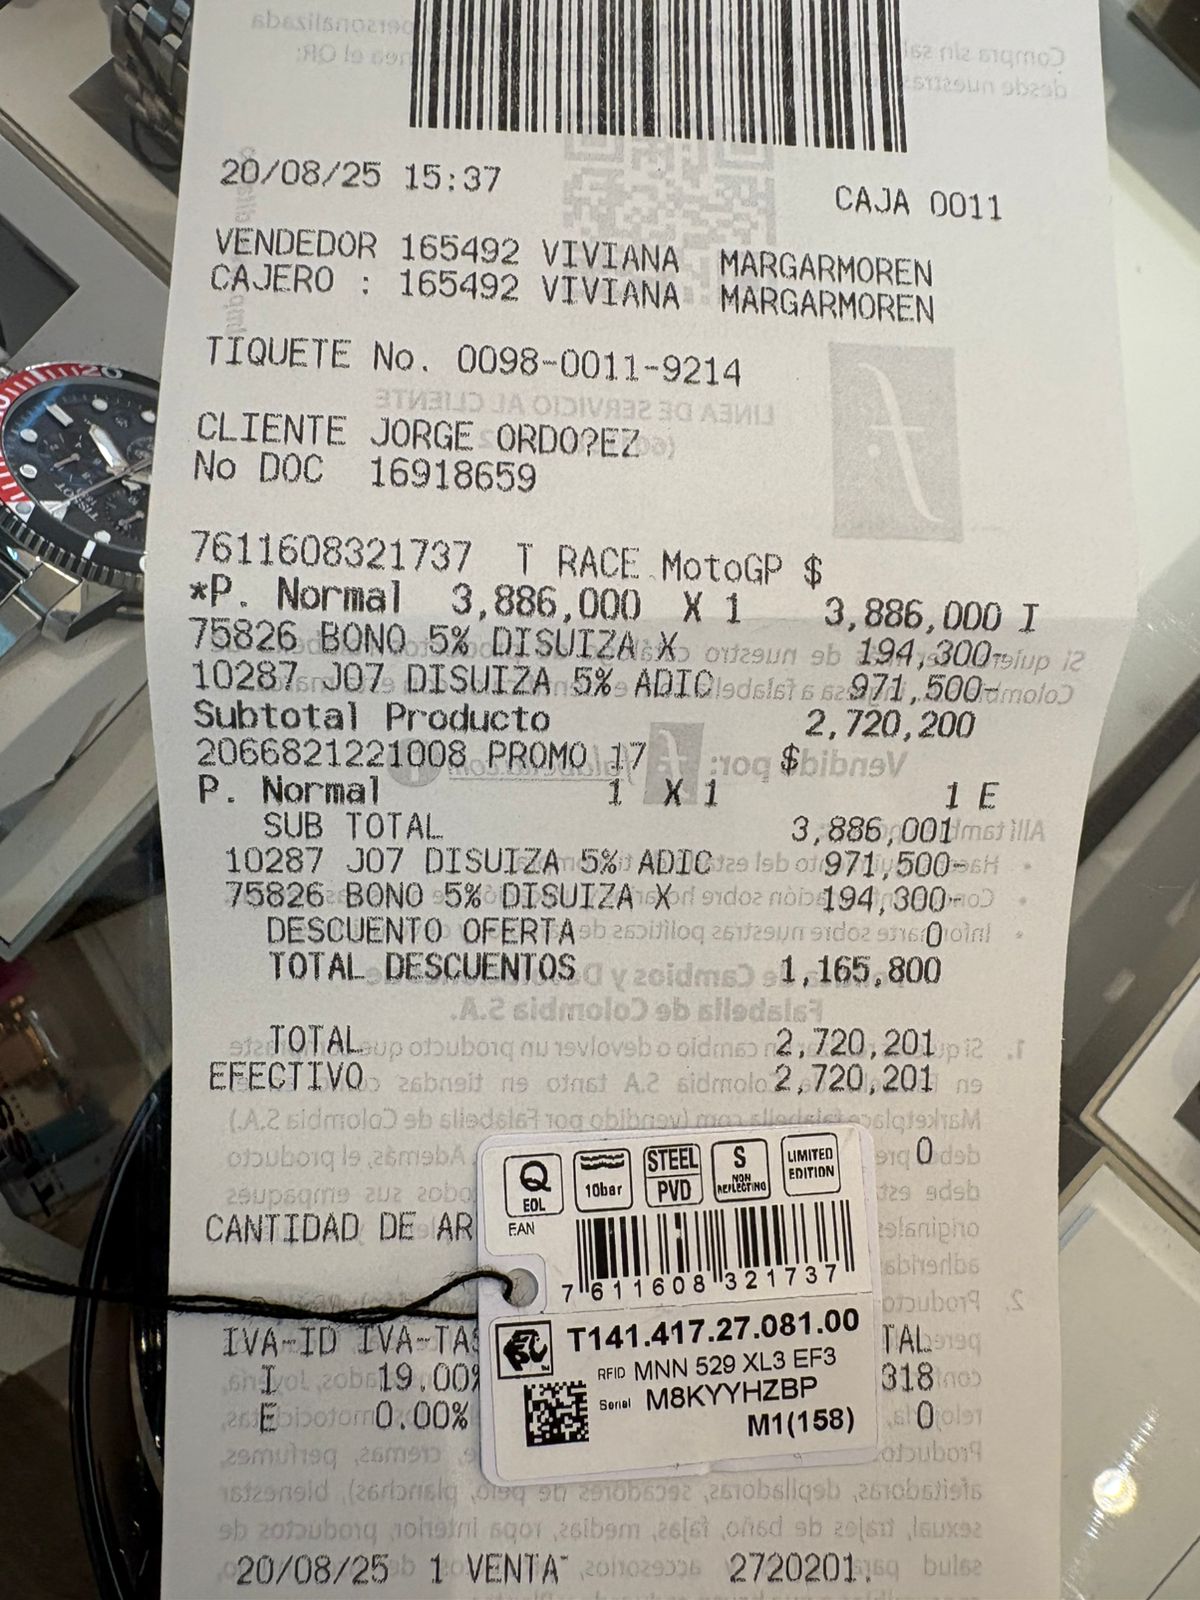 20/08/25 15:37 CAJA 0011
VENDEDOR 165492 VIVIANA MARGARMOREN
CAJERO : 165492 VIVIANA MARGARMOREN
TIQUETE No. 0098-0011-9214
CLIENTE JORGE ORDO?EZ
No DOC 16918659
7611608321737 T RACE MotoGP $
*P. Normal 3,886,000 X 1 3,886,000 I
75826 BONO 5% DISUIZA X 194,300-
10287 J07 DISUIZA 5% ADIC 971,500-
Subtotal Producto 2,720,200
2066821221008 PROMO 17 $
P. Normal 1 X 1 1 E
SUB TOTAL 3,886,001
10287 J07 DISUIZA 5% ADIC 971,500-
75826 BONO 5% DISUIZA X 194,300-
DESCUENTO OFERTA 0
TOTAL DESCUENTOS 1,165,800
TOTAL 2,720,201
EFECTIVO 2,720,201
0
CANTIDAD DE AR
IVA-ID IVA-TAS TAL
I 19.00% 318
E 0.00% 0
20/08/25 1 VENTA 2720201.
Q EOL
10bar
STEEL PVD
S NON REFLECTING
LIMITED EDITION
EAN
7 611608 321737
T141.417.27.081.00
RFID MNN 529 XL3 EF3
Serial M8KYYHZBP
M1(158)
TISSOT